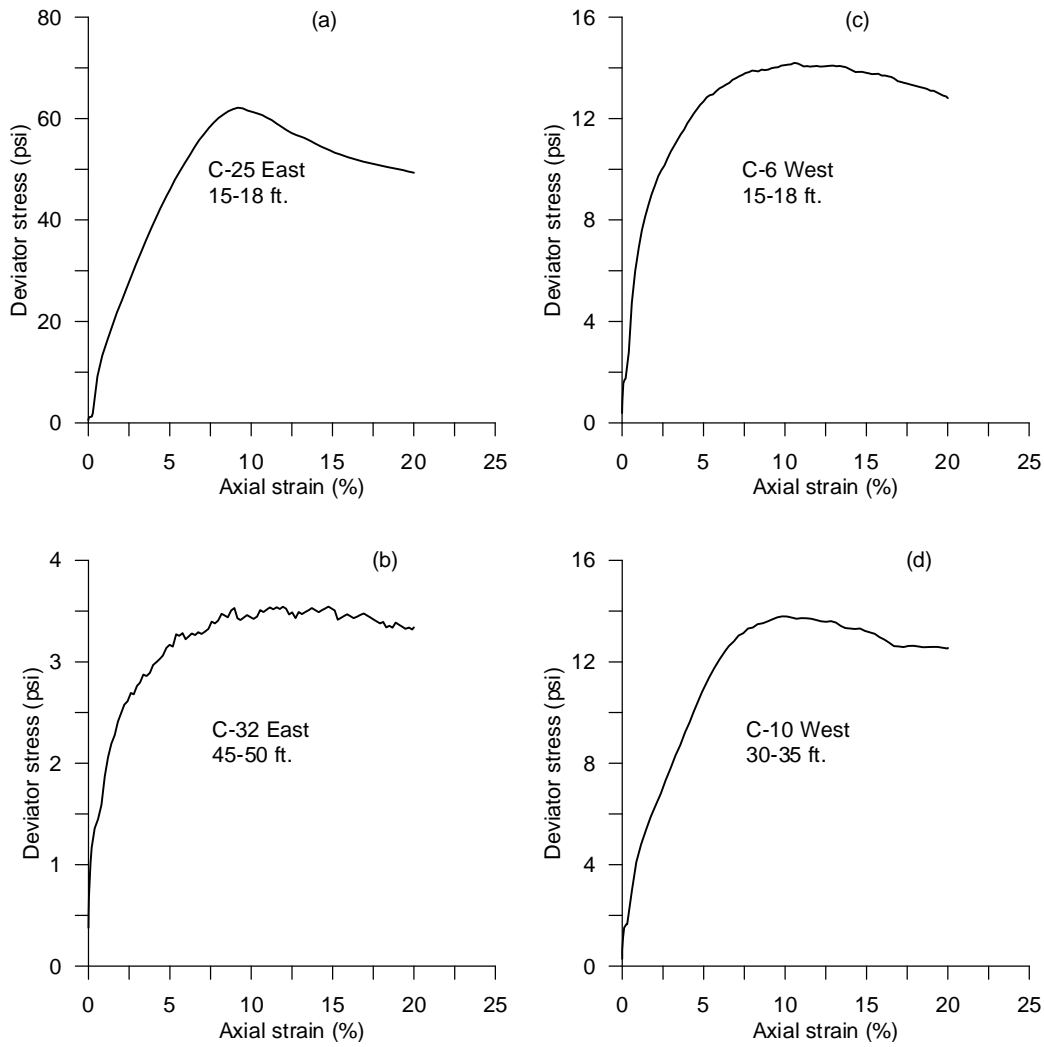 (a)
80
60
40
20
0
Deviator stress (psi)
C-25 East
15-18 ft.
0 5 10 15 20 25
Axial strain (%)
(c)
16
12
8
4
0
Deviator stress (psi)
C-6 West
15-18 ft.
0 5 10 15 20 25
Axial strain (%)
(b)
4
3
2
1
0
Deviator stress (psi)
C-32 East
45-50 ft.
0 5 10 15 20 25
Axial strain (%)
(d)
16
12
8
4
0
Deviator stress (psi)
C-10 West
30-35 ft.
0 5 10 15 20 25
Axial strain (%)